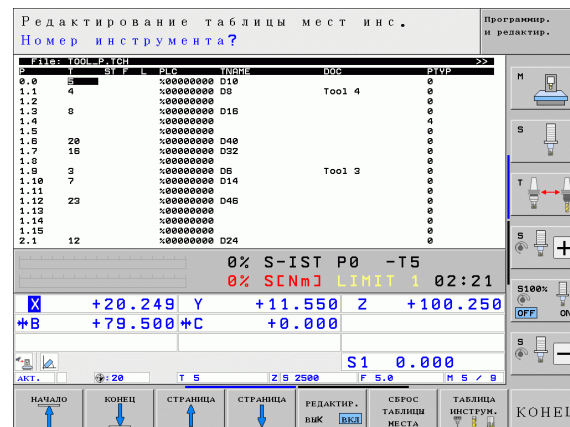 Редактирование таблицы мест инс.
Номер инструмента?
Программир.
и редактир.
File: TOOL_P.TCH >>
P T ST F L PLC TNAME DOC PTYP
0.0 5 %00000000 D10 0
1.1 4 %00000000 D8 Tool 4 0
1.2 %00000000 0
1.3 8 %00000000 D16 0
1.4 %00000000 4
1.5 %00000000 0
1.6 20 %00000000 D40 0
1.7 16 %00000000 D32 0
1.8 %00000000 0
1.9 3 %00000000 D6 Tool 3 0
1.10 7 %00000000 D14 0
1.11 %00000000 0
1.12 23 %00000000 D46 0
1.13 %00000000 0
1.14 %00000000 0
1.15 %00000000 0
2.1 12 %00000000 D24 0
0% S-IST P0 -T5
0% S[Nm] LIMIT 1 02:21
X +20.249 Y +11.550 Z +100.250
B +79.500 C +0.000
S1 0.000
АКТ. : 20 T 5 Z S 2500 F 5.0 M 5 / 9
M
S
T
S
+
S100%
OFF ON
S
−
НАЧАЛО
КОНЕЦ
СТРАНИЦА
СТРАНИЦА
РЕДАКТИР.
ВЫК ВКЛ
СБРОС
ТАБЛИЦЫ
МЕСТА
ТАБЛИЦА
ИНСТРУМ.
КОНЕЦ